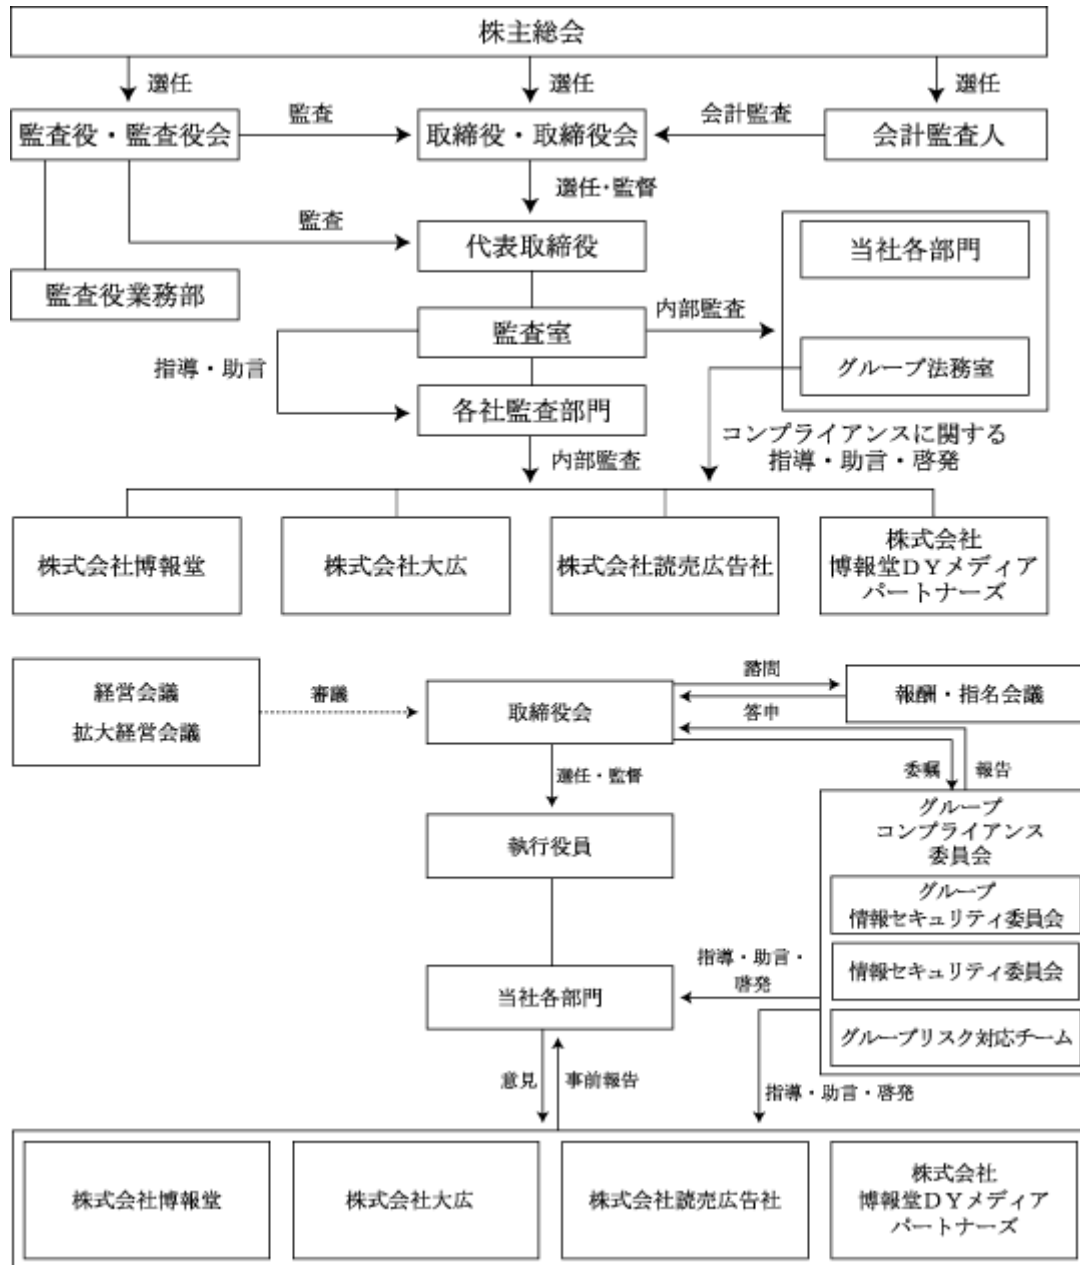 株主総会
選任
選任
選任
監査役・監査役会
監査
取締役・取締役会
会計監査
会計監査人
選任・監督
監査
代表取締役
当社各部門
監査役業務部
監査室
内部監査
指導・助言
グループ法務室
各社監査部門
コンプライアンスに関する
指導・助言・啓発
内部監査
株式会社博報堂
株式会社大広
株式会社読売広告社
株式会社
博報堂ＤＹメディア
パートナーズ
経営会議
拡大経営会議
審議
取締役会
諮問
答申
報酬・指名会議
選任・監督
委嘱
報告
執行役員
グループ
コンプライアンス
委員会
グループ
情報セキュリティ委員会
情報セキュリティ委員会
グループリスク対応チーム
指導・助言・
啓発
当社各部門
意見
事前報告
指導・助言・啓発
株式会社博報堂
株式会社大広
株式会社読売広告社
株式会社
博報堂ＤＹメディア
パートナーズ